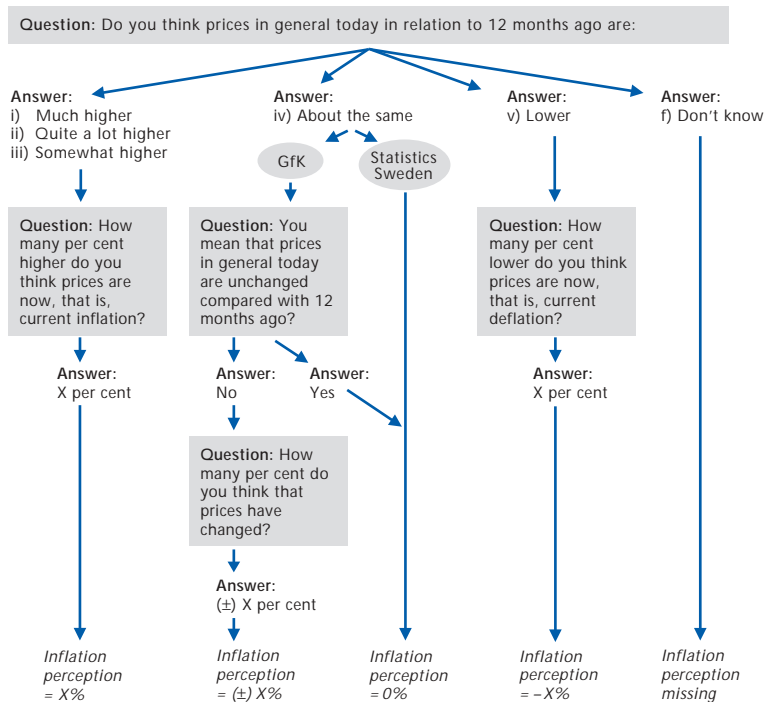 Question: Do you think prices in general today in relation to 12 months ago are:
Answer:
i) Much higher
ii) Quite a lot higher
iii) Somewhat higher
Answer:
iv) About the same
Answer:
v) Lower
Answer:
f) Don't know
GfK
Statistics
Sweden
Question: How
many per cent
higher do you
think prices are
now, that is,
current inflation?
Question: You
mean that prices
in general today
are unchanged
compared with 12
months ago?
Question: How
many per cent
lower do you think
prices are now,
that is, current
deflation?
Answer:
X per cent
Answer:
No
Answer:
Yes
Answer:
X per cent
Question: How
many per cent do
you think that
prices have
changed?
Answer:
(±) X per cent
Inflation
perception
= X%
Inflation
perception
= (±) X%
Inflation
perception
= 0%
Inflation
perception
= – X%
Inflation
perception
missing